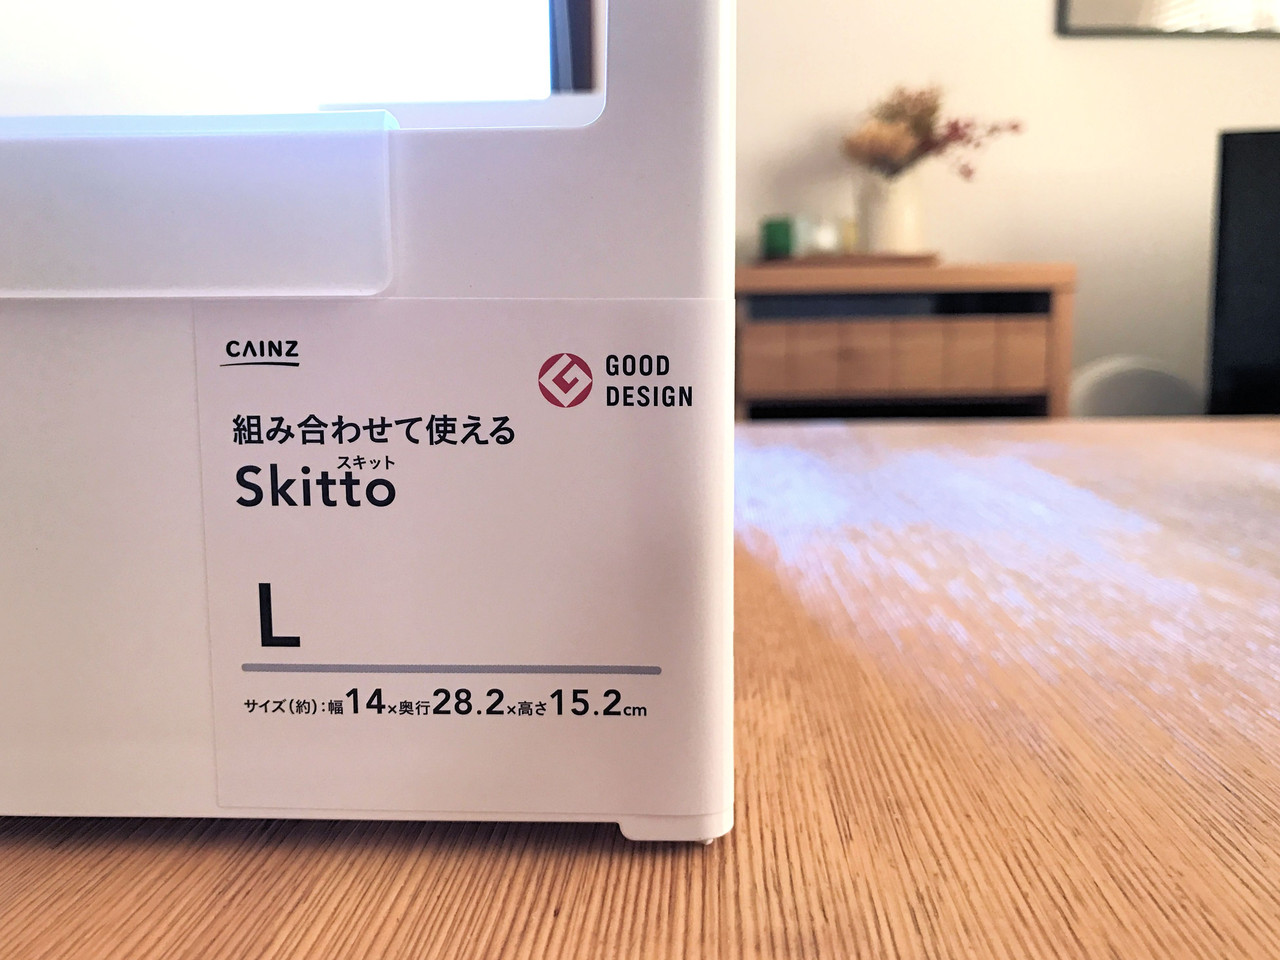 CAINZ
GOOD
DESIGN
組み合わせて使える
スキット
Skitto
L
サイズ（約）：幅14×奥行28.2×高さ15.2cm